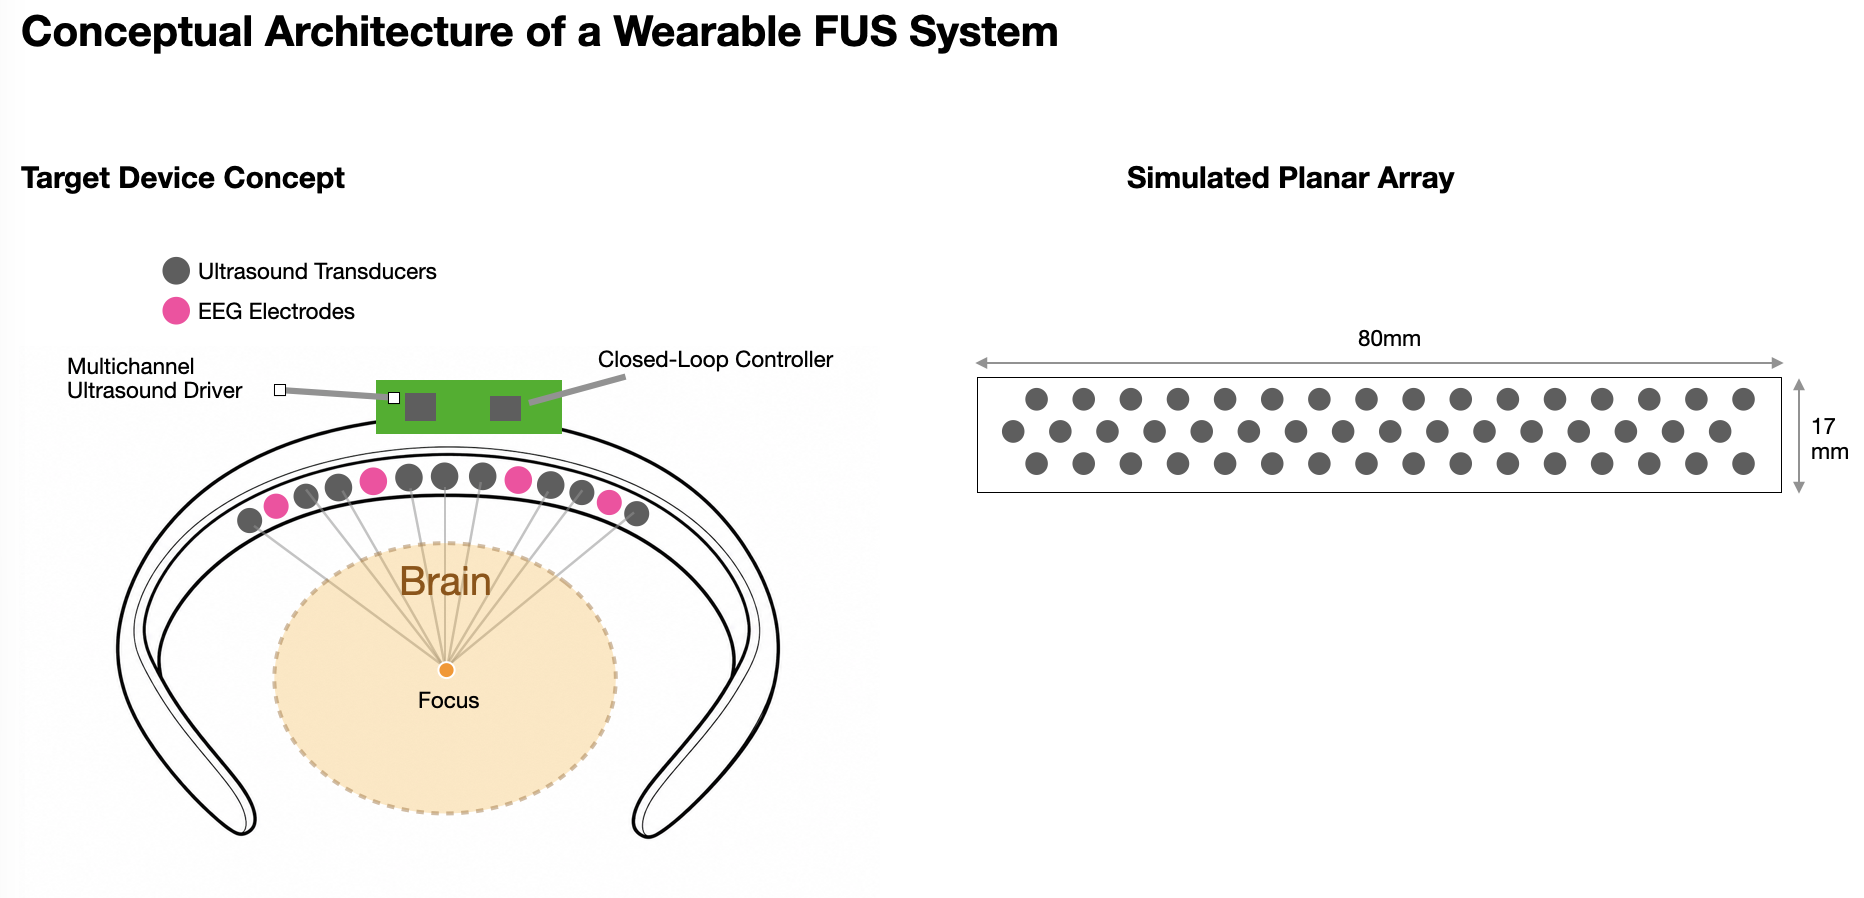 Conceptual Architecture of a Wearable FUS System
Target Device Concept
Simulated Planar Array
Ultrasound Transducers
EEG Electrodes
Multichannel
Ultrasound Driver
Closed-Loop Controller
Brain
Focus
80mm
17
mm